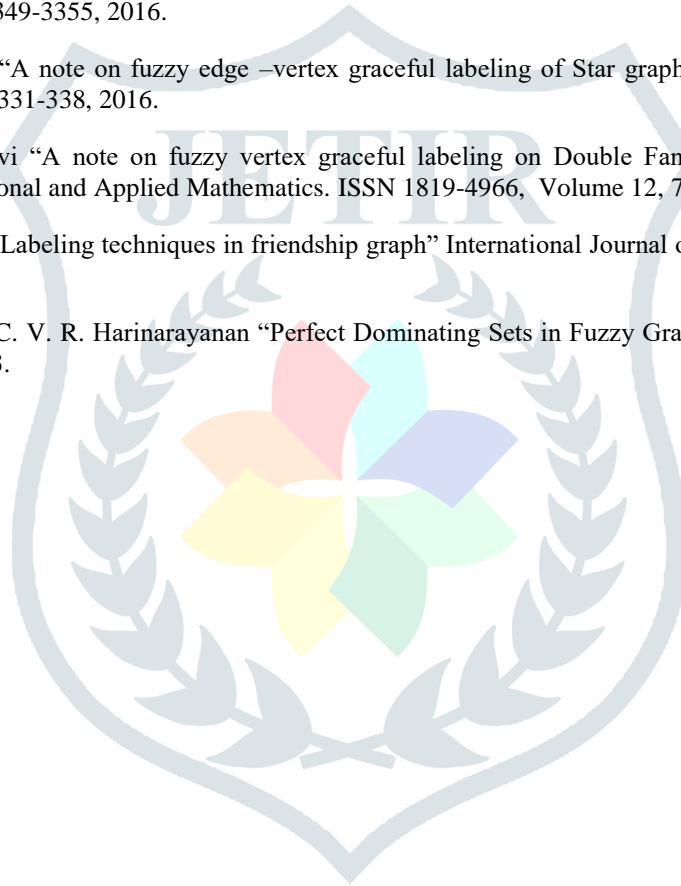 349-3355, 2016.
“A note on fuzzy edge –vertex graceful labeling of Star graph
331-338, 2016.
JETIR
vi “A note on fuzzy vertex graceful labeling on Double Fan
onal and Applied Mathematics. ISSN 1819-4966, Volume 12, 7
Labeling techniques in friendship graph” International Journal o
C. V. R. Harinarayanan “Perfect Dominating Sets in Fuzzy Gra
3.